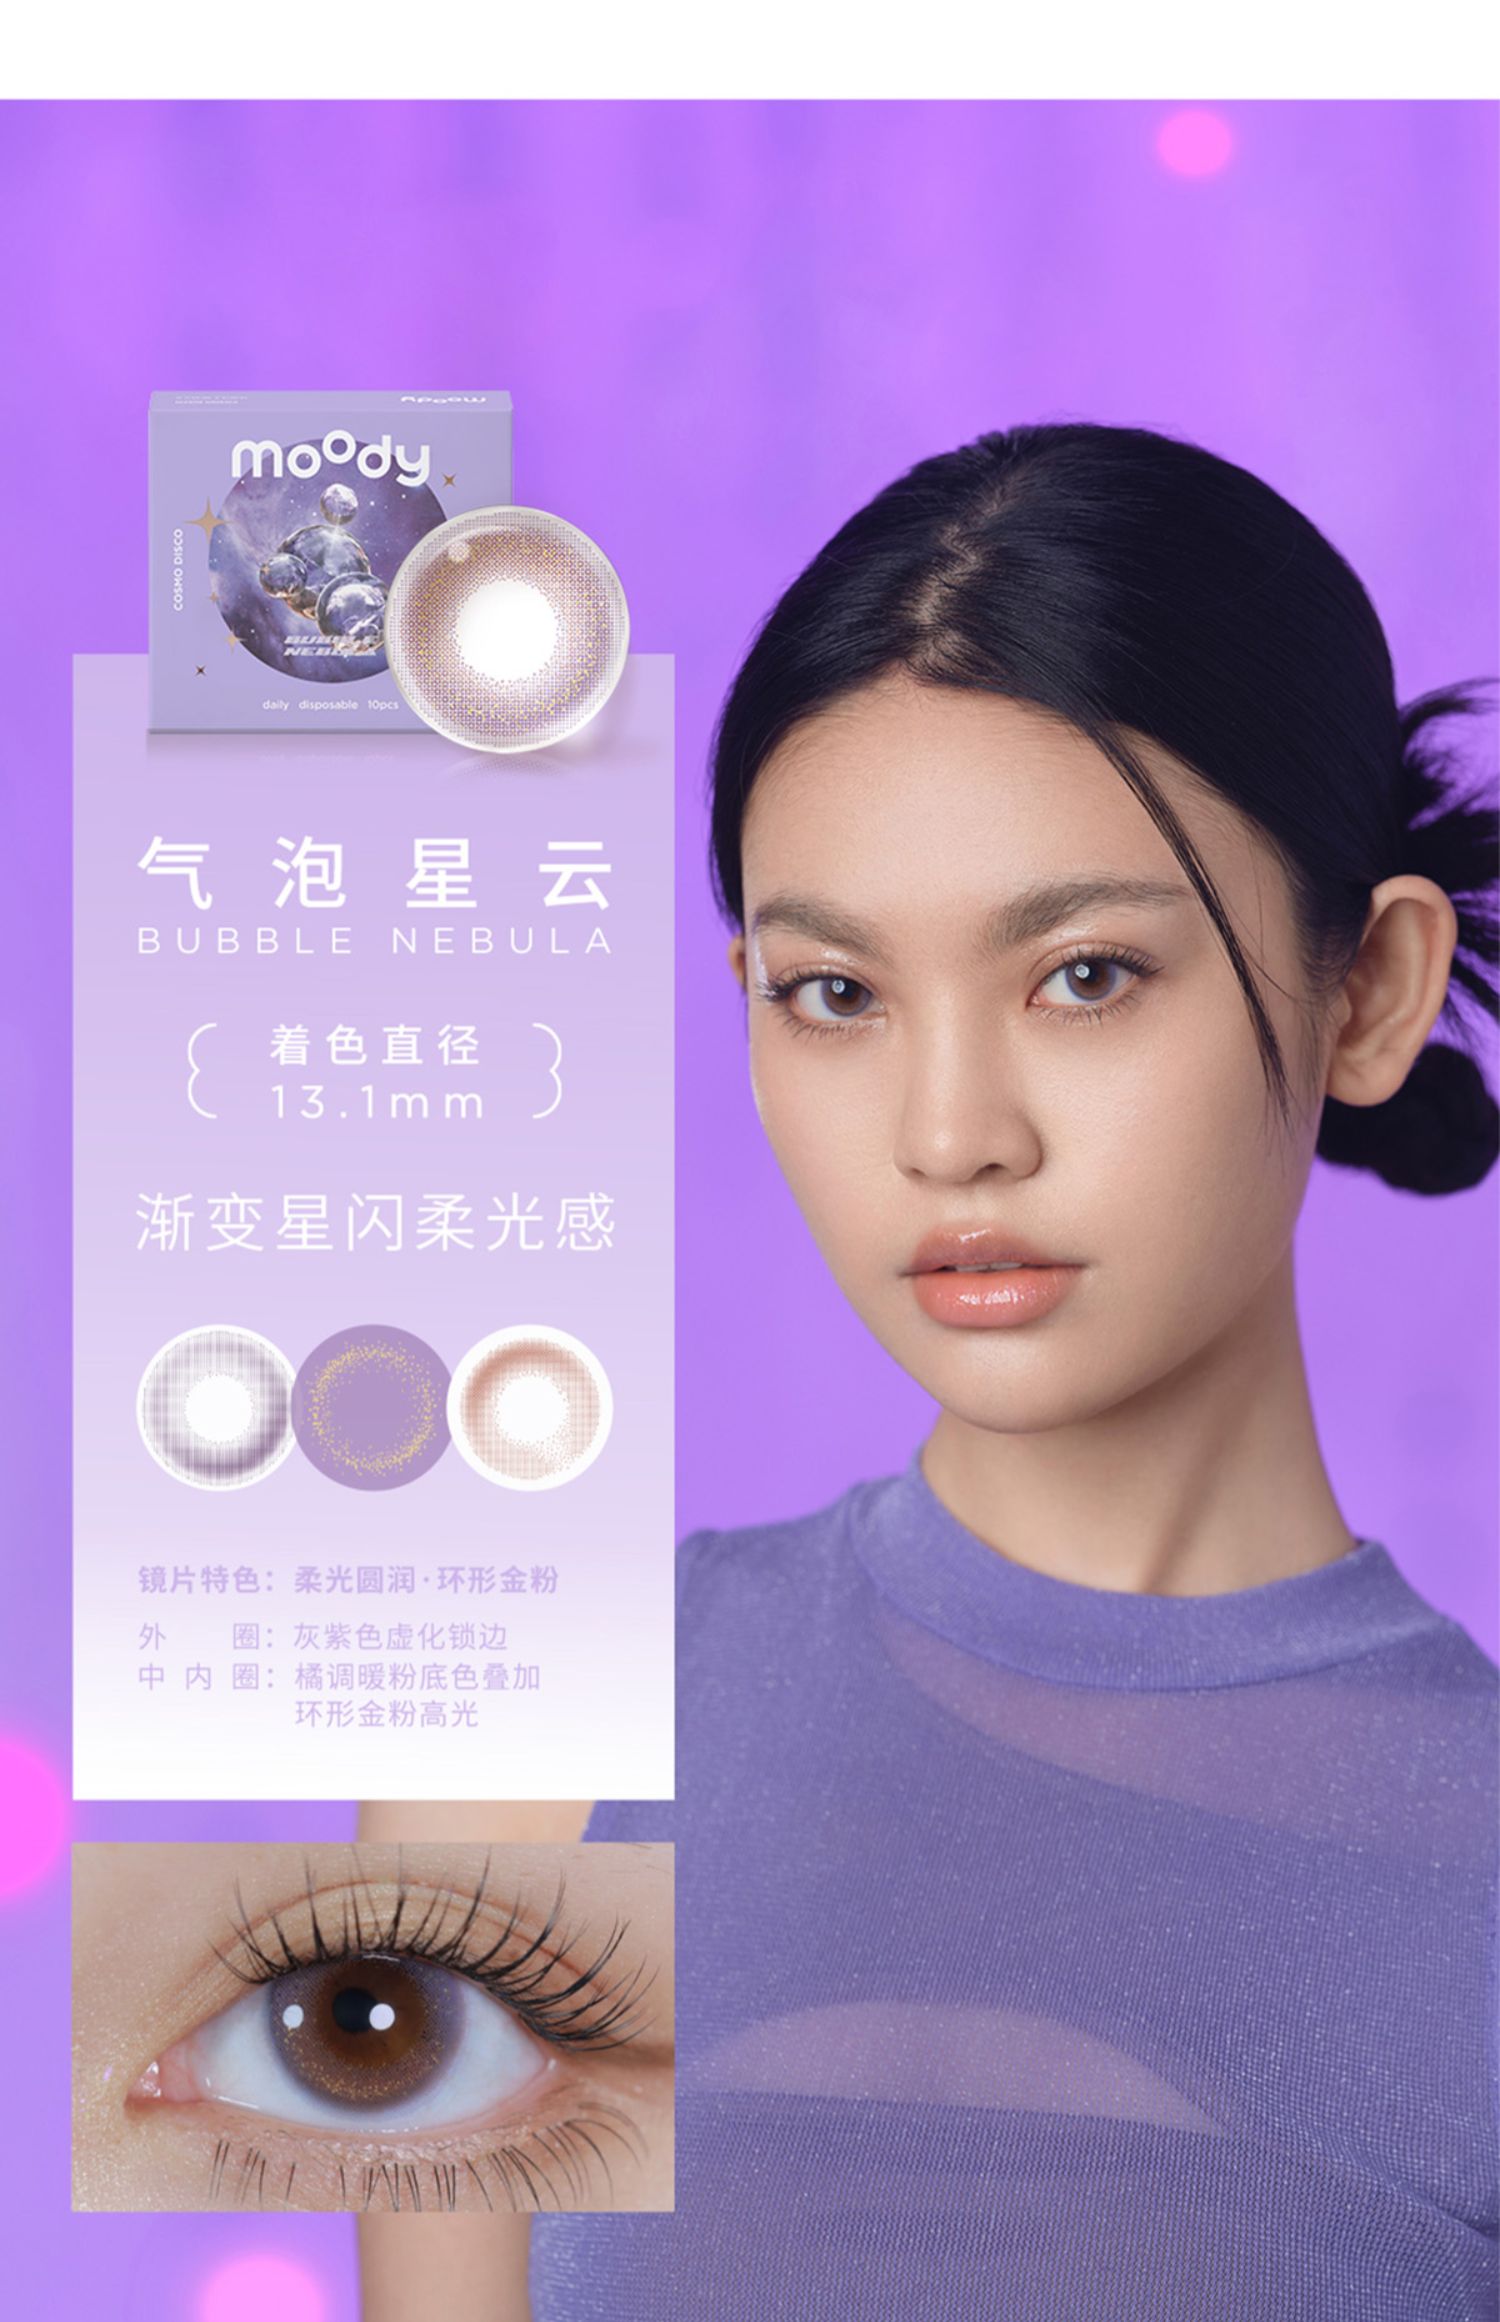 moody
moody
COSMO DISCO
BUBBLE
NEBULA
daily disposable 10pcs
气泡星云
BUBBLE NEBULA
着色直径
13.1mm
渐变星闪柔光感
镜片特色：柔光圆润·环形金粉
外圈：灰紫色虚化锁边
中内圈：橘调暖粉底色叠加
环形金粉高光